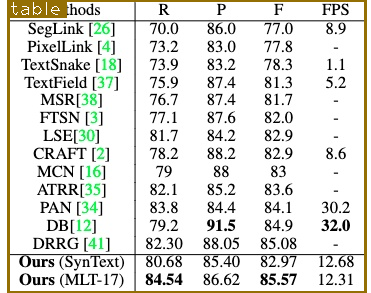 table
hods R P F FPS
SegLink [26] 70.0 86.0 77.0 8.9
PixelLink [4] 73.2 83.0 77.8 -
TextSnake [18] 73.9 83.2 78.3 1.1
TextField [37] 75.9 87.4 81.3 5.2
MSR[38] 76.7 87.4 81.7 -
FTSN [3] 77.1 87.6 82.0 -
LSE[30] 81.7 84.2 82.9 -
CRAFT [2] 78.2 88.2 82.9 8.6
MCN [16] 79 88 83 -
ATRR[35] 82.1 85.2 83.6 -
PAN [34] 83.8 84.4 84.1 30.2
DB[12] 79.2 91.5 84.9 32.0
DRRG [41] 82.30 88.05 85.08 -
Ours (SynText) 80.68 85.40 82.97 12.68
Ours (MLT-17) 84.54 86.62 85.57 12.31